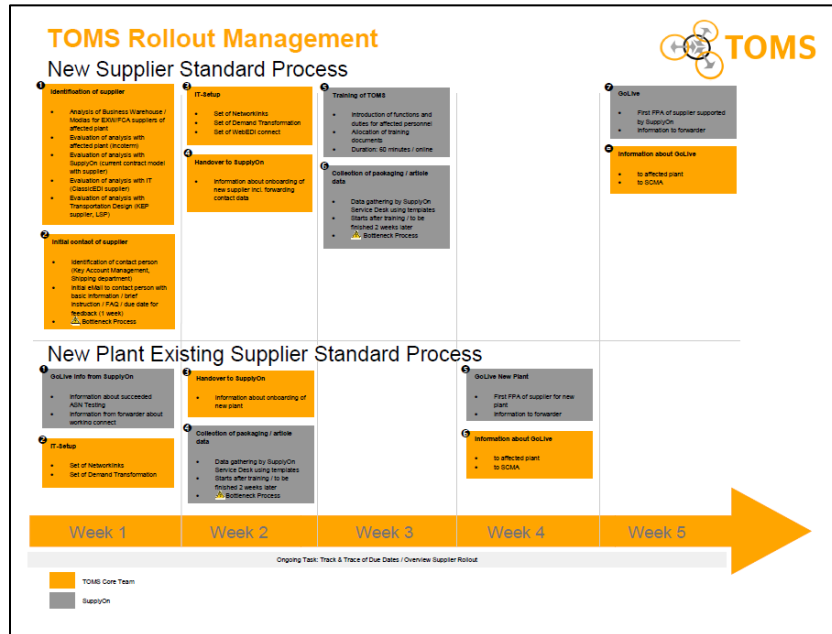 TOMS Rollout Management
TOMS
New Supplier Standard Process
1
Identification of supplier
• Analysis of Business Warehouse /
Modias for EXW/FCA suppliers of
affected plant
• Evaluation of analysis with
affected plant (Incoterm)
• Evaluation of analysis with
SupplyOn (current contract model
with supplier)
• Evaluation of analysis with IT
(ClassicEDI supplier)
• Evaluation of analysis with
Transportation Design (KEP
supplier, LSP)
2
Initial contact of supplier
• Identification of contact person
(Key Account Management,
Shipping department)
• Initial eMail to contact person with
basic information / brief
instruction / FAQ / due date for
feedback (1 week)
• Bottleneck Process
3
IT-Setup
• Set of Networklinks
• Set of Demand Transformation
• Set of WebEDI connect
4
Handover to SupplyOn
• Information about onboarding of
new supplier incl. forwarding
contact data
5
Training of TOMS
• Introduction of functions and
duties for affected personnel
• Allocation of training
documents
• Duration: 60 minutes / online
6
Collection of packaging / article
data
• Data gathering by SupplyOn
Service Desk using templates
• Starts after training / to be
finished 2 weeks later
• Bottleneck Process
7
GoLive
• First FPA of supplier supported
by SupplyOn
• Information to forwarder
Information about GoLive
• to affected plant
• to SCMA
New Plant Existing Supplier Standard Process
1
GoLive Info from SupplyOn
• Information about succeeded
ASN Testing
• Information from forwarder about
working connect
2
IT-Setup
• Set of Networklinks
• Set of Demand Transformation
3
Handover to SupplyOn
• Information about onboarding of
new plant
4
Collection of packaging / article
data
• Data gathering by SupplyOn
Service Desk using templates
• Starts after training / to be
finished 2 weeks later
• Bottleneck Process
5
GoLive New Plant
• First FPA of supplier for new
plant
• Information to forwarder
6
Information about GoLive
• to affected plant
• to SCMA
Week 1
Week 2
Week 3
Week 4
Week 5
Ongoing Task: Track & Trace of Due Dates / Overview Supplier Rollout
TOMS Core Team
SupplyOn